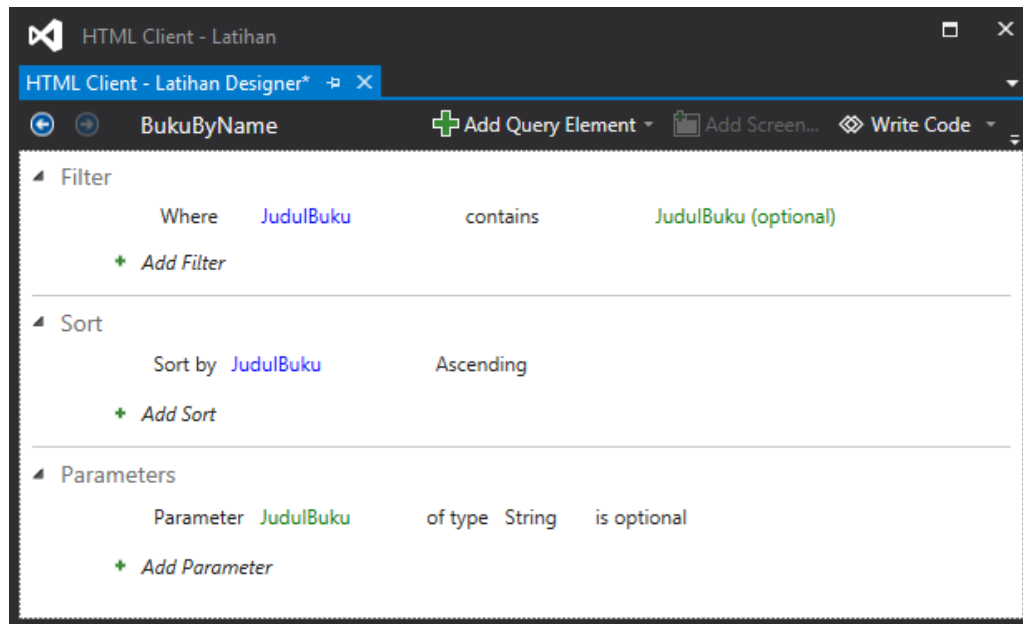 HTML Client - Latihan
HTML Client - Latihan Designer*
BukuByName Add Query Element Add Screen... Write Code
Filter
Where JudulBuku contains JudulBuku (optional)
Add Filter
Sort
Sort by JudulBuku Ascending
Add Sort
Parameters
Parameter JudulBuku of type String is optional
Add Parameter